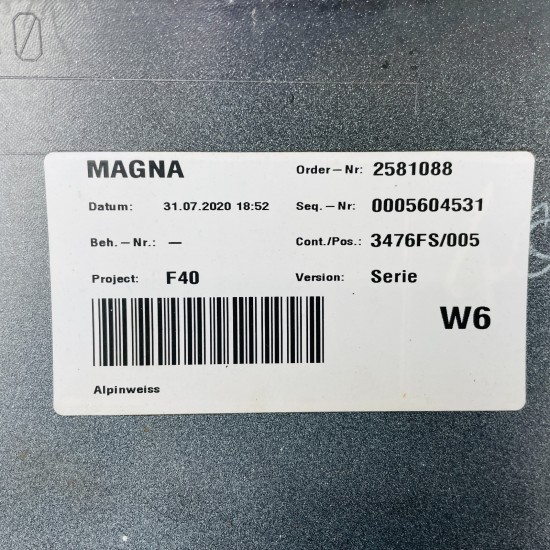 MAGNA Order-Nr: 2581088
Datum: 31.07.2020 18:52 Seq.-Nr: 0005604531
Beh.-Nr.: — Cont./Pos.: 3476FS/005
Project: F40 Version: Serie
W6
Alpinweiss